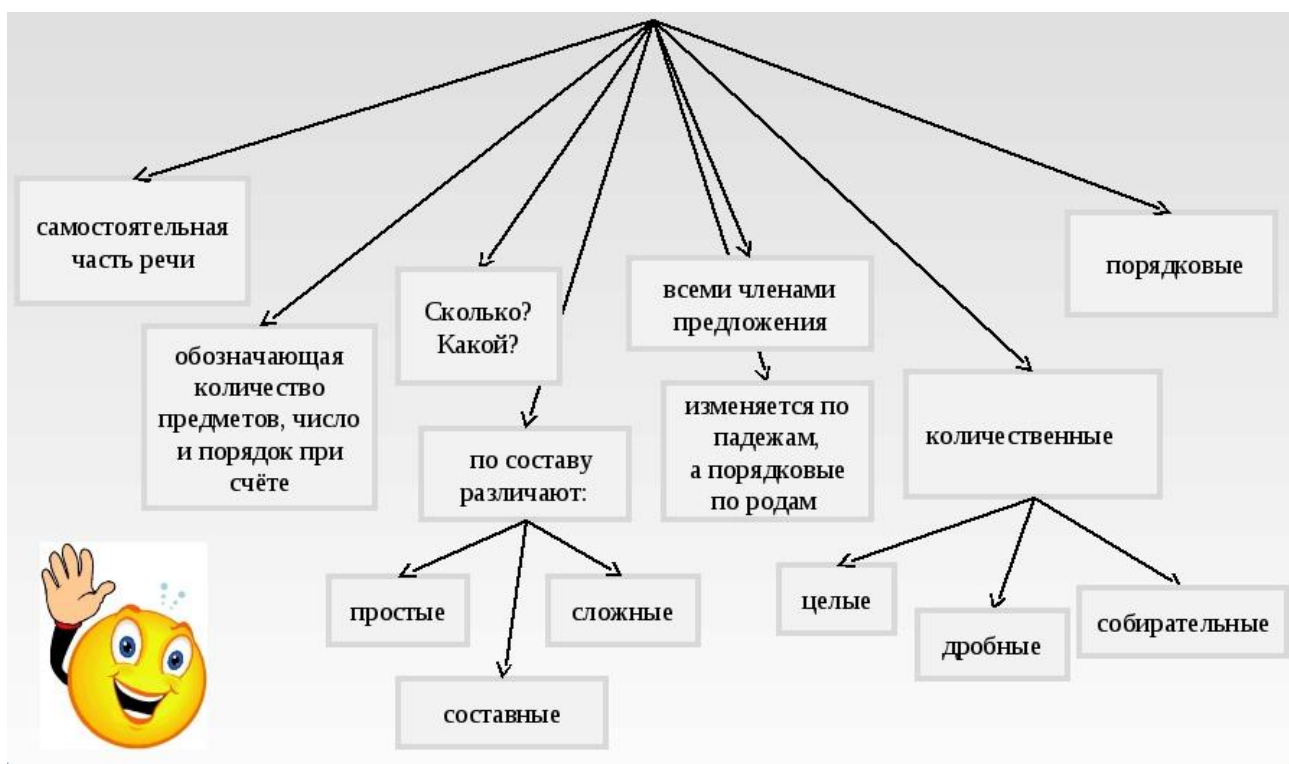 самостоятельная
часть речи
обозначающая
количество
предметов, число
и порядок при
счёте
Сколько?
Какой?
по составу
различают:
простые
составные
сложные
всеми членами
предложения
изменяется по
падежам,
а порядковые
по родам
количественные
целые
дробные
собирательные
порядковые